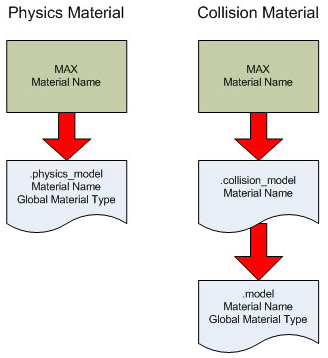 Physics Material
MAX
Material Name
.physics_model
Material Name
Global Material Type
Collision Material
MAX
Material Name
.collision_model
Material Name
.model
Material Name
Global Material Type